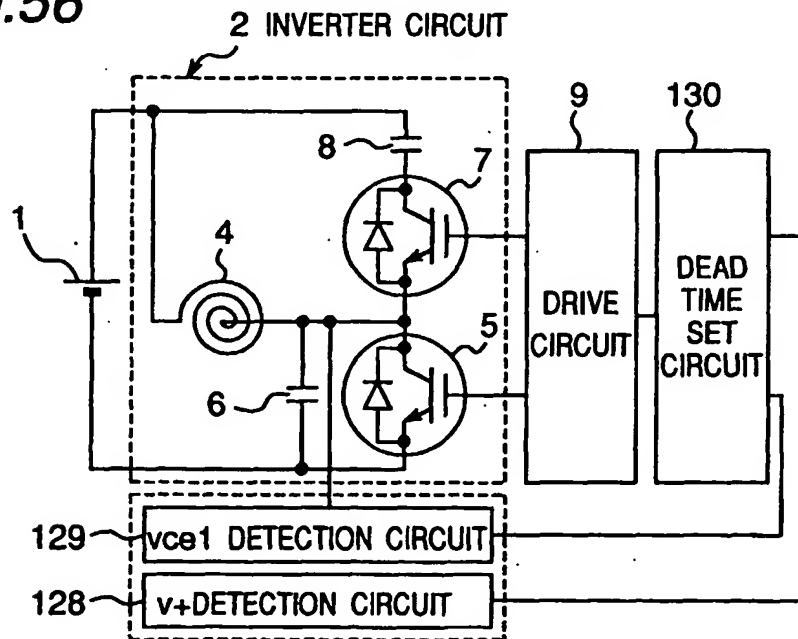 .56
2 INVERTER CIRCUIT
9
130
8
7
1
4
DRIVE
CIRCUIT
DEAD
TIME
SET
CIRCUIT
5
6
129
vce1 DETECTION CIRCUIT
128
v+DETECTION CIRCUIT